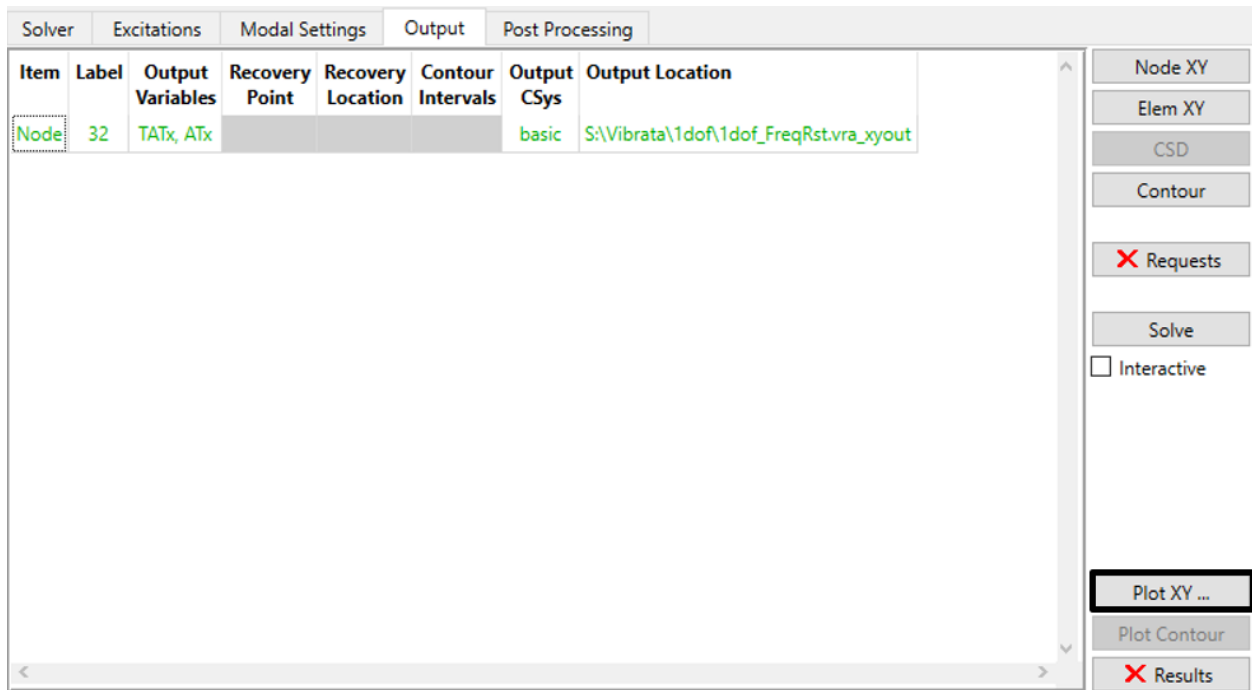 Solver Excitations Modal Settings Output Post Processing
Item Label Output Variables Recovery Point Recovery Location Contour Intervals Output CSys Output Location
Node 32 TATx, ATx basic S:\Vibrata\1dof\1dof_FreqRst.vra_xyout
Node XY
Elem XY
CSD
Contour
Requests
Solve
Interactive
Plot XY ...
Plot Contour
Results